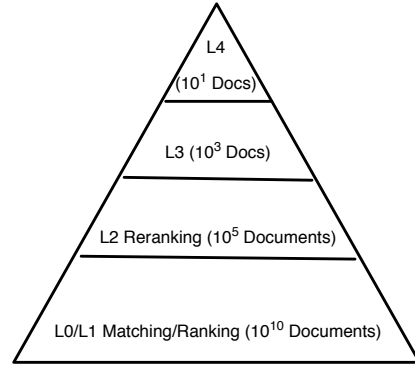 L4
(10¹ Docs)
L3 (10³ Docs)
L2 Reranking (10⁵ Documents)
L0/L1 Matching/Ranking (10¹⁰ Documents)